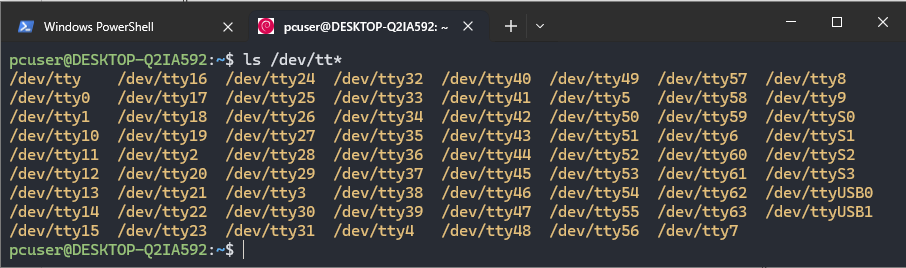 Windows PowerShell
pcuser@DESKTOP-Q2IA592: ~
pcuser@DESKTOP-Q2IA592:~$ ls /dev/tt*
/dev/tty /dev/tty16 /dev/tty24 /dev/tty32 /dev/tty40 /dev/tty49 /dev/tty57 /dev/tty8
/dev/tty0 /dev/tty17 /dev/tty25 /dev/tty33 /dev/tty41 /dev/tty5 /dev/tty58 /dev/tty9
/dev/tty1 /dev/tty18 /dev/tty26 /dev/tty34 /dev/tty42 /dev/tty50 /dev/tty59 /dev/ttyS0
/dev/tty10 /dev/tty19 /dev/tty27 /dev/tty35 /dev/tty43 /dev/tty51 /dev/tty6 /dev/ttyS1
/dev/tty11 /dev/tty2 /dev/tty28 /dev/tty36 /dev/tty44 /dev/tty52 /dev/tty60 /dev/ttyS2
/dev/tty12 /dev/tty20 /dev/tty29 /dev/tty37 /dev/tty45 /dev/tty53 /dev/tty61 /dev/ttyS3
/dev/tty13 /dev/tty21 /dev/tty3 /dev/tty38 /dev/tty46 /dev/tty54 /dev/tty62 /dev/ttyUSB0
/dev/tty14 /dev/tty22 /dev/tty30 /dev/tty39 /dev/tty47 /dev/tty55 /dev/tty63 /dev/ttyUSB1
/dev/tty15 /dev/tty23 /dev/tty31 /dev/tty4 /dev/tty48 /dev/tty56 /dev/tty7
pcuser@DESKTOP-Q2IA592:~$